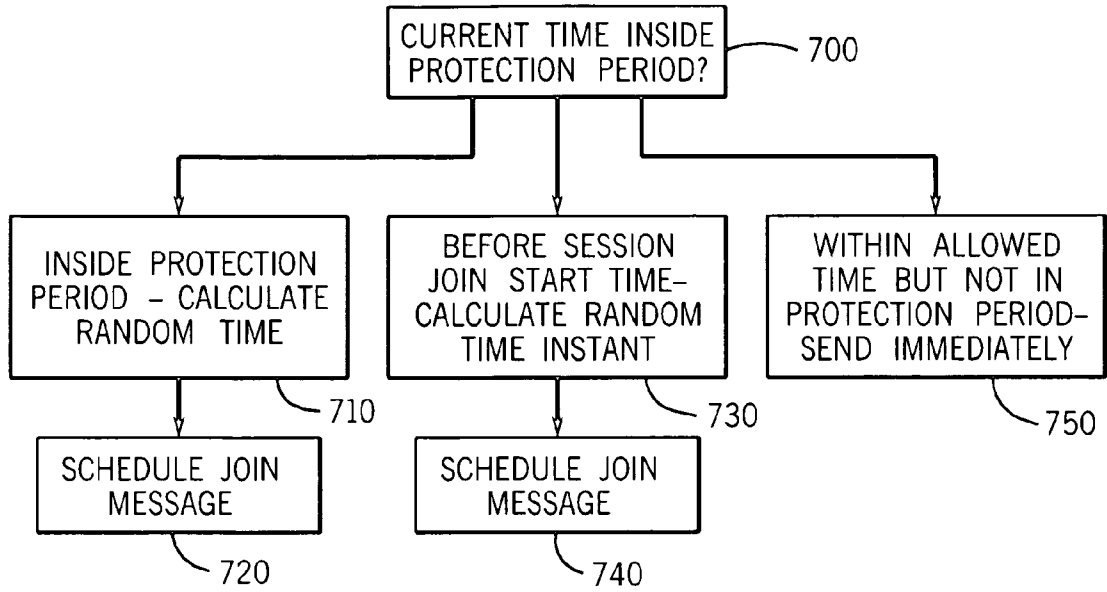 CURRENT TIME INSIDE
PROTECTION PERIOD?
700
INSIDE PROTECTION
PERIOD – CALCULATE
RANDOM TIME
710
BEFORE SESSION
JOIN START TIME–
CALCULATE RANDOM
TIME INSTANT
730
WITHIN ALLOWED
TIME BUT NOT IN
PROTECTION PERIOD–
SEND IMMEDIATELY
750
SCHEDULE JOIN
MESSAGE
720
SCHEDULE JOIN
MESSAGE
740